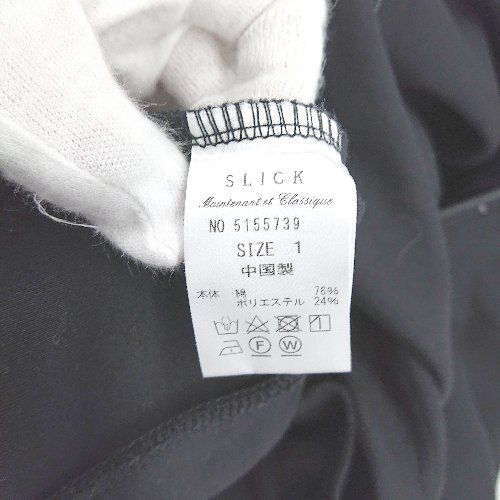 SLICK
Maintenant et Classique
NO 5155739
SIZE 1
中国製
本体 綿 76%
ポリエステル 24%
F W